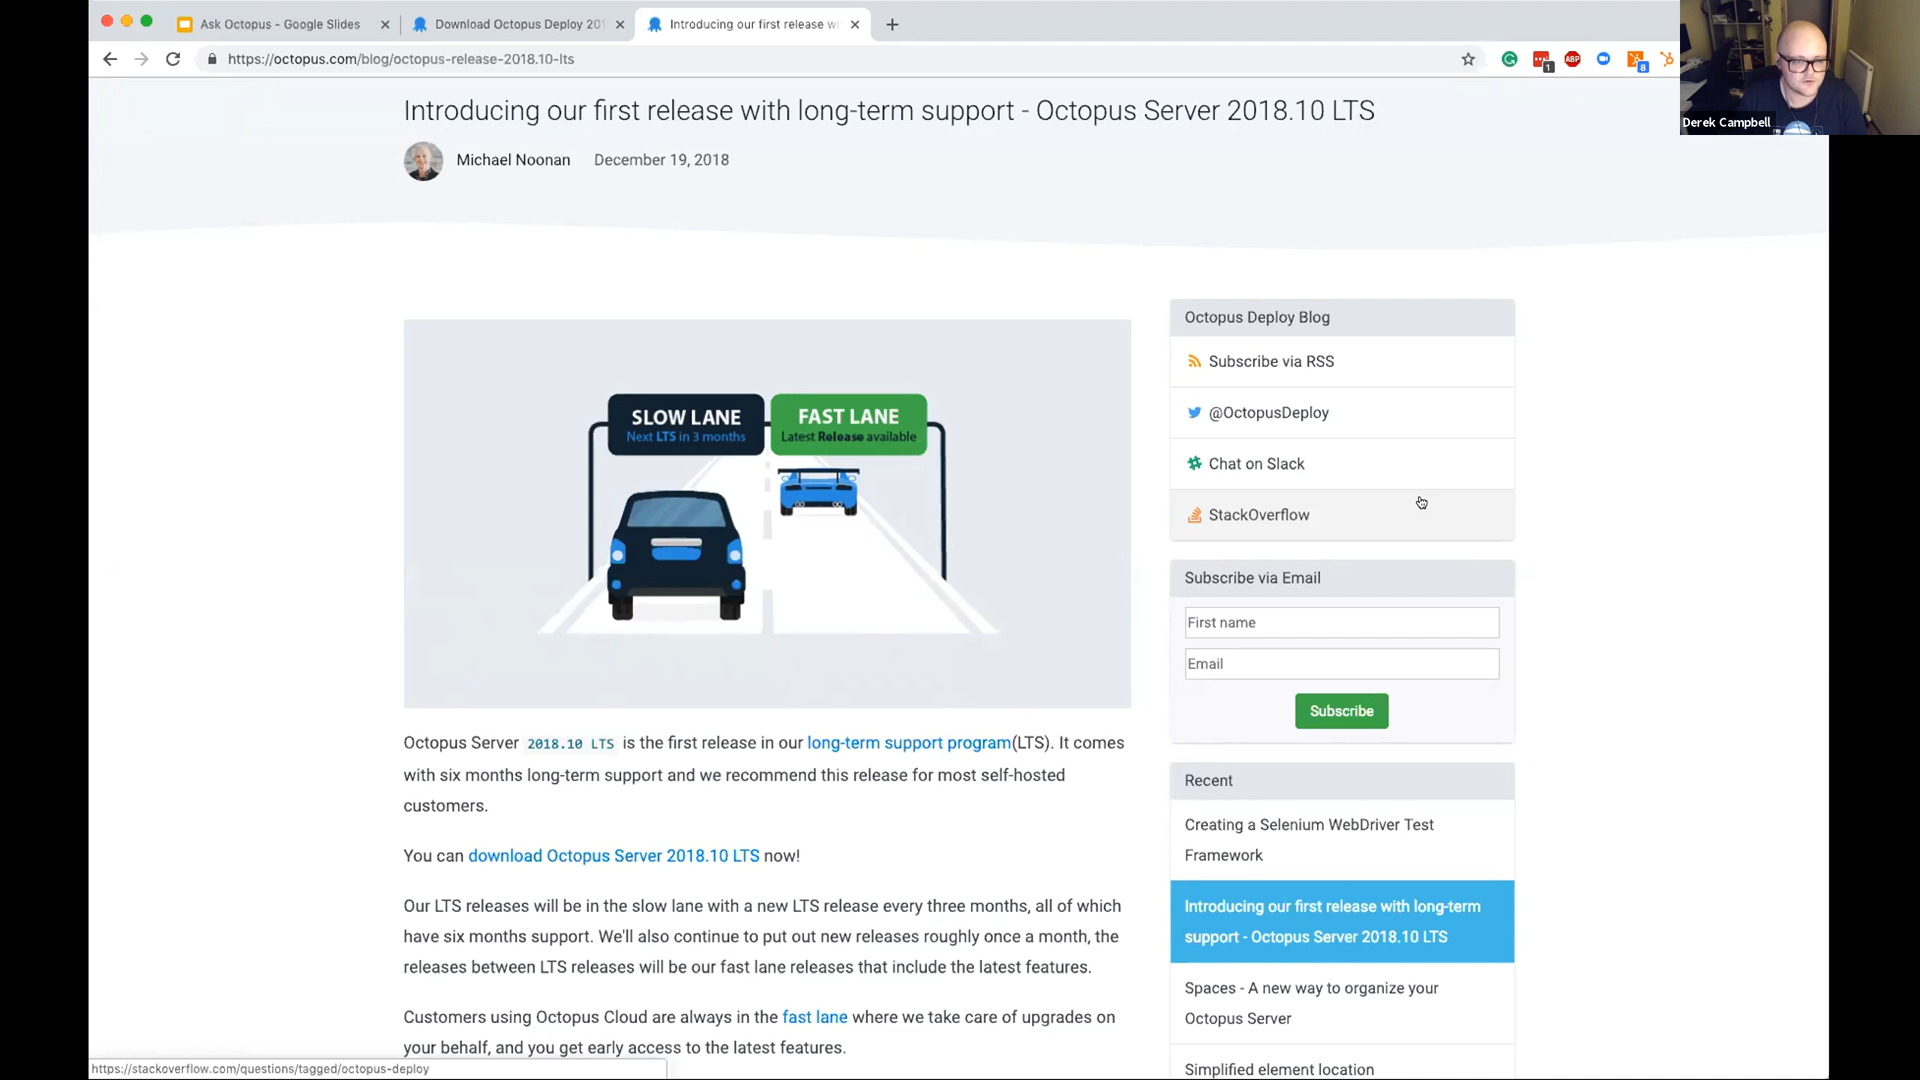 Ask Octopus - Google Slides
Download Octopus Deploy 201
Introducing our first release wi
https://octopus.com/blog/octopus-release-2018.10-lts
ABP
1
8
Derek Campbell
Introducing our first release with long-term support - Octopus Server 2018.10 LTS
Michael Noonan December 19, 2018
SLOW LANE
Next LTS in 3 months
FAST LANE
Latest Release available
Octopus Server 2018.10 LTS is the first release in our long-term support program(LTS). It comes
with six months long-term support and we recommend this release for most self-hosted
customers.
You can download Octopus Server 2018.10 LTS now!
Our LTS releases will be in the slow lane with a new LTS release every three months, all of which
have six months support. We'll also continue to put out new releases roughly once a month, the
releases between LTS releases will be our fast lane releases that include the latest features.
Customers using Octopus Cloud are always in the fast lane where we take care of upgrades on
your behalf, and you get early access to the latest features.
Octopus Deploy Blog
Subscribe via RSS
@OctopusDeploy
Chat on Slack
StackOverflow
Subscribe via Email
First name
Email
Subscribe
Recent
Creating a Selenium WebDriver Test
Framework
Introducing our first release with long-term
support - Octopus Server 2018.10 LTS
Spaces - A new way to organize your
Octopus Server
Simplified element location
https://stackoverflow.com/questions/tagged/octopus-deploy